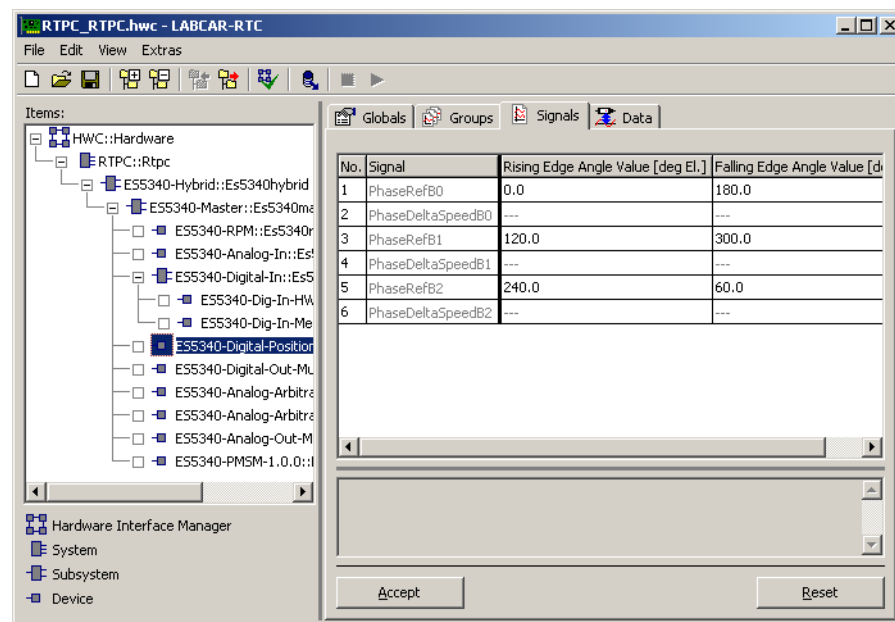 RTPC_RTPC.hwc - LABCAR-RTC
File Edit View Extras
Items:
HWC::Hardware
RTPC::Rtpc
ES5340-Hybrid::Es5340hybrid
ES5340-Master::Es5340ma
ES5340-RPM::Es5340r
ES5340-Analog-In::Es!
ES5340-Digital-In::Es5
ES5340-Dig-In-HW
ES5340-Dig-In-Me
ES5340-Digital-Position
ES5340-Digital-Out-Mu
ES5340-Analog-Arbitra
ES5340-Analog-Arbitra
ES5340-Analog-Out-M
ES5340-PMSM-1.0.0::I
Hardware Interface Manager
System
Subsystem
Device
Globals Groups Signals Data
No. Signal Rising Edge Angle Value [deg El.] Falling Edge Angle Value [d
1 PhaseRefB0 0.0 180.0
2 PhaseDeltaSpeedB0 --- ---
3 PhaseRefB1 120.0 300.0
4 PhaseDeltaSpeedB1 --- ---
5 PhaseRefB2 240.0 60.0
6 PhaseDeltaSpeedB2 --- ---
Accept Reset